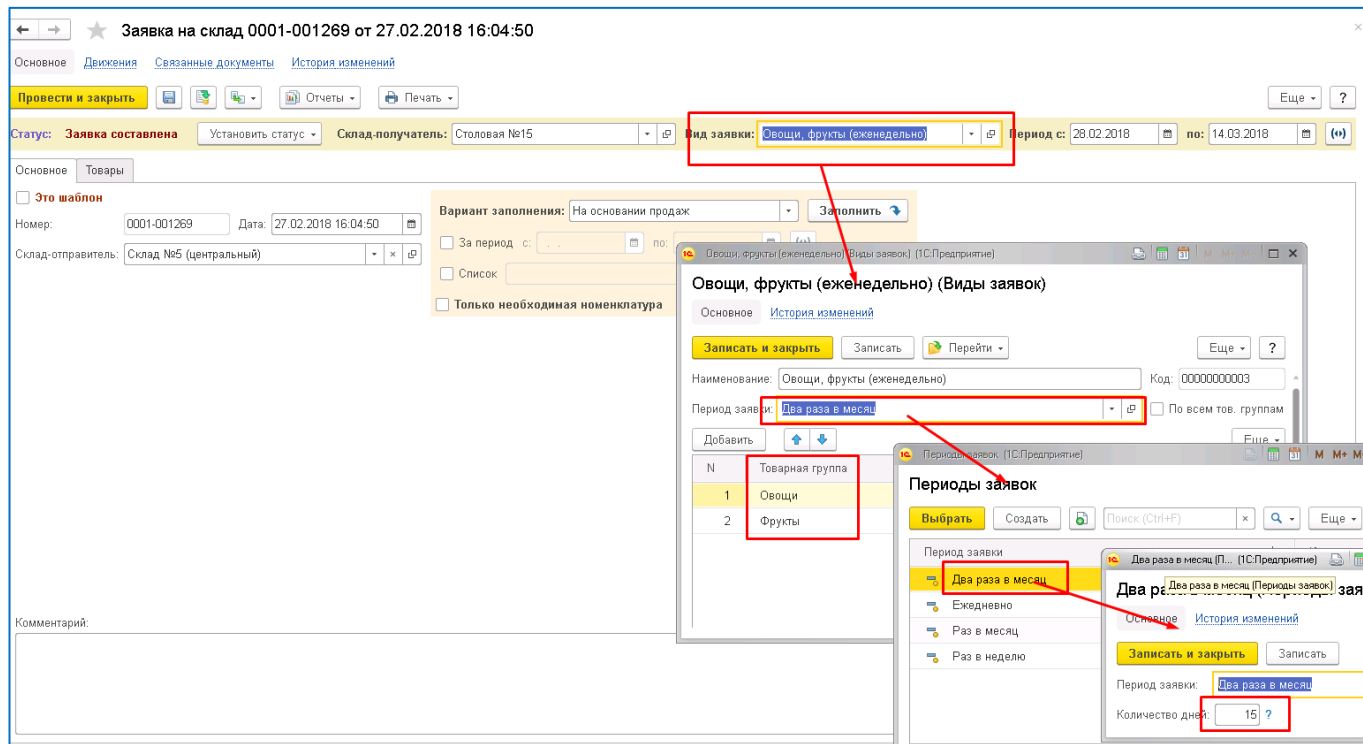 Заявка на склад 0001-001269 от 27.02.2018 16:04:50
Основное Движения Связанные документы История изменений
Провести и закрыть Отчеты Печать Еще ?
Статус: Заявка составлена Установить статус Склад-получатель: Столовая №15 Вид заявки: Овощи, фрукты (еженедельно) Период с: 28.02.2018 по: 14.03.2018
Основное Товары
Это шаблон
Номер: 0001-001269 Дата: 27.02.2018 16:04:50
Склад-отправитель: Склад №5 (центральный)
Вариант заполнения: На основании продаж Заполнить
За период с: . . по:
Список
Только необходимая номенклатура
Комментарий:
Овощи, фрукты (еженедельно) (Виды заявок) (1С:Предприятие) M M+ M-
Овощи, фрукты (еженедельно) (Виды заявок)
Основное История изменений
Записать и закрыть Записать Перейти Еще ?
Наименование: Овощи, фрукты (еженедельно) Код: 00000000003
Период заявки: Два раза в месяц По всем тов. группам
Добавить Еще
N Товарная группа
1 Овощи
2 Фрукты
Периоды заявок (1С:Предприятие) 31 M M+ M
Периоды заявок
Выбрать Создать Поиск (Ctrl+F) Еще
Период заявки
Два раза в месяц
Ежедневно
Раз в месяц
Раз в неделю
Два раза в месяц (П... (1С:Предприятие)
Два раза в месяц (Периоды заявок)
Основное История изменений
Записать и закрыть Записать
Период заявки: Два раза в месяц
Количество дней: 15 ?